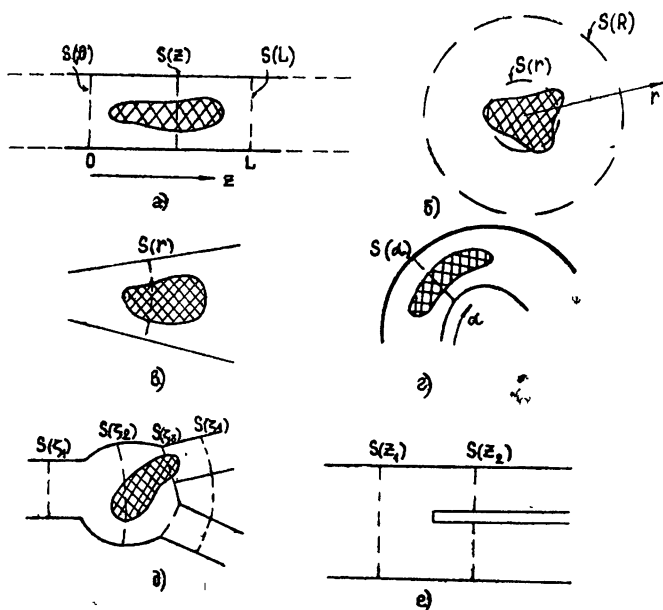 S(0) S(z) S(L)
0 L
z
а)
S(R)
S(r)
r
б)
S(r)
в)
S(α)
α
г)
S(ζ1) S(ζ2) S(ζ3) S(ζ4)
д)
S(z1) S(z2)
е)